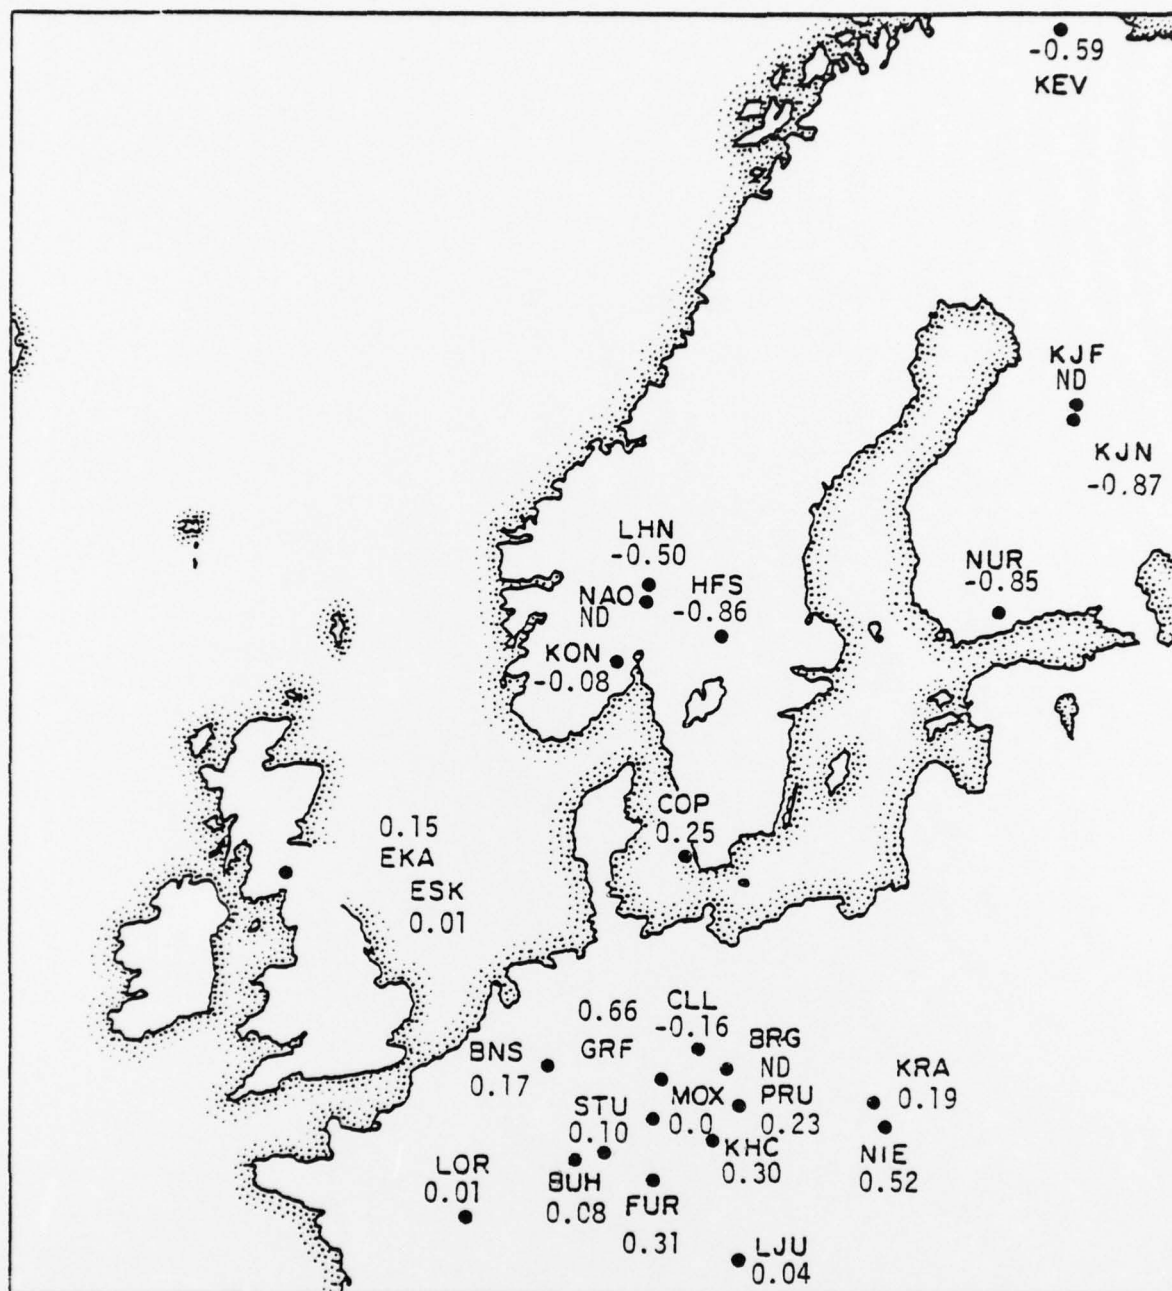 -0.59
KEV
KJF
ND
KJN
-0.87
LHN
-0.50
NUR
-0.85
HFS
-0.86
NAO
ND
KON
-0.08
COP
0.25
0.15
EKA
ESK
0.01
CLL
-0.16
0.66
GRF
BRG
ND
BNS
0.17
KRA
0.19
MOX
0.0
PRU
0.23
STU
0.10
KHC
0.30
NIE
0.52
LOR
0.01
BUH
0.08
FUR
0.31
LJU
0.04